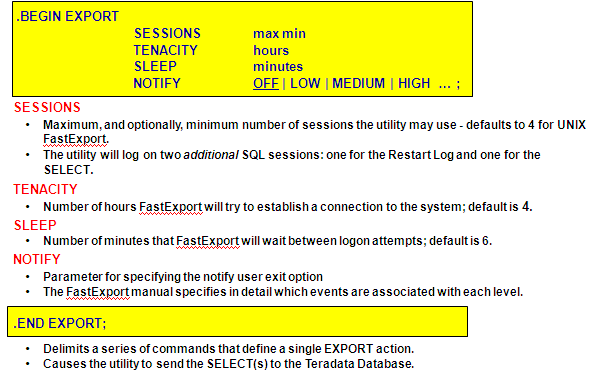 .BEGIN EXPORT
SESSIONS max min
TENACITY hours
SLEEP minutes
NOTIFY OFF | LOW | MEDIUM | HIGH ... ;
SESSIONS
• Maximum, and optionally, minimum number of sessions the utility may use - defaults to 4 for UNIX
FastExport.
• The utility will log on two additional SQL sessions: one for the Restart Log and one for the
SELECT.
TENACITY
• Number of hours FastExport will try to establish a connection to the system; default is 4.
SLEEP
• Number of minutes that FastExport will wait between logon attempts; default is 6.
NOTIFY
• Parameter for specifying the notify user exit option
• The FastExport manual specifies in detail which events are associated with each level.
.END EXPORT;
• Delimits a series of commands that define a single EXPORT action.
• Causes the utility to send the SELECT(s) to the Teradata Database.